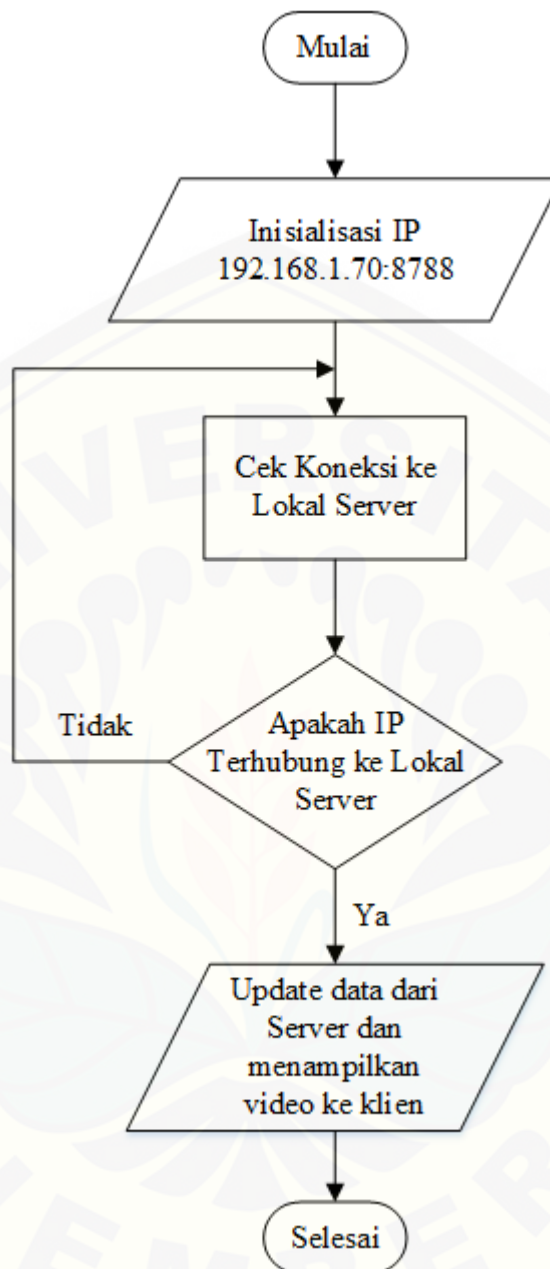 Mulai
Inisialisasi IP
192.168.1.70:8788
Cek Koneksi ke
Lokal Server
Tidak
Apakah IP
Terhubung ke Lokal
Server
Ya
Update data dari
Server dan
menampilkan
video ke klien
Selesai